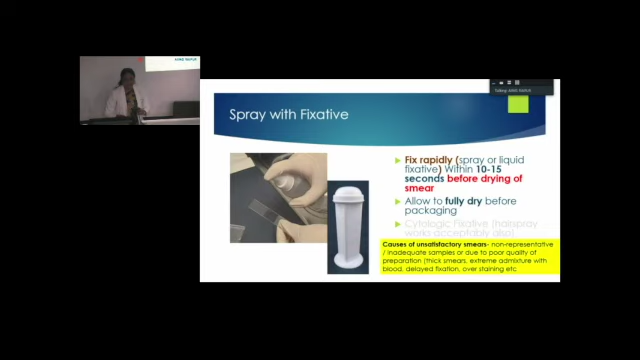 Spray with Fixative
Fix rapidly (spray or liquid
fixative) Within 10-15
seconds before drying of
smear
Allow to fully dry before
packaging
Cytologic Fixative (hairspray
works acceptably also)
Causes of unsatisfactory smears- non-representative
/ Inadequate samples or due to poor quality of
preparation (thick smears, extreme admixture with
blood, delayed fixation, over staining etc